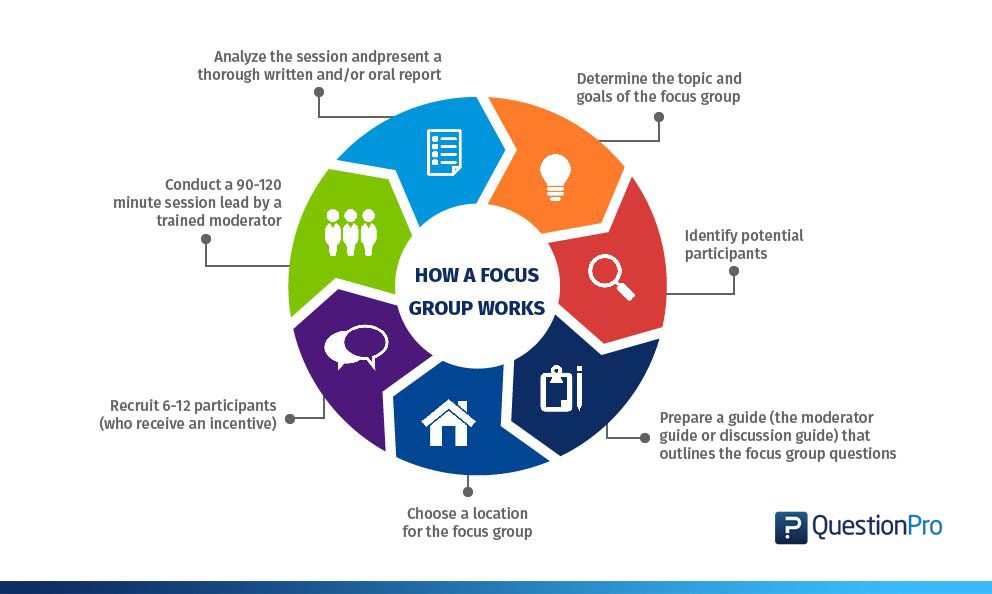 HOW A FOCUS
GROUP WORKS
Determine the topic and
goals of the focus group
Identify potential
participants
Prepare a guide (the moderator
guide or discussion guide) that
outlines the focus group questions
Choose a location
for the focus group
Recruit 6-12 participants
(who receive an incentive)
Conduct a 90-120
minute session lead by a
trained moderator
Analyze the session andpresent a
thorough written and/or oral report
QuestionPro